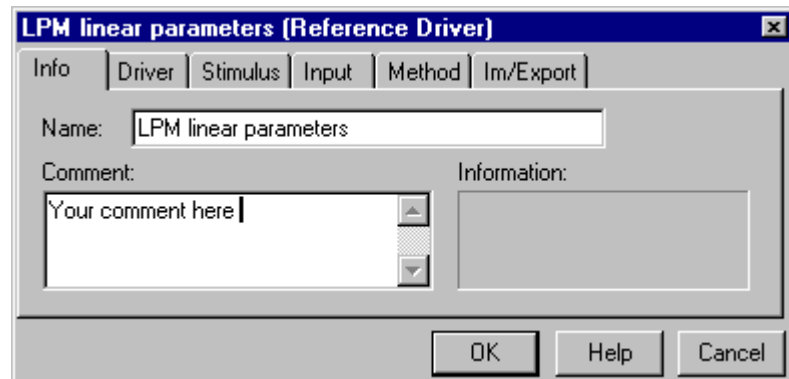 LPM linear parameters (Reference Driver)
Info Driver Stimulus Input Method Im/Export
Name: LPM linear parameters
Comment: Information:
Your comment here
OK Help Cancel